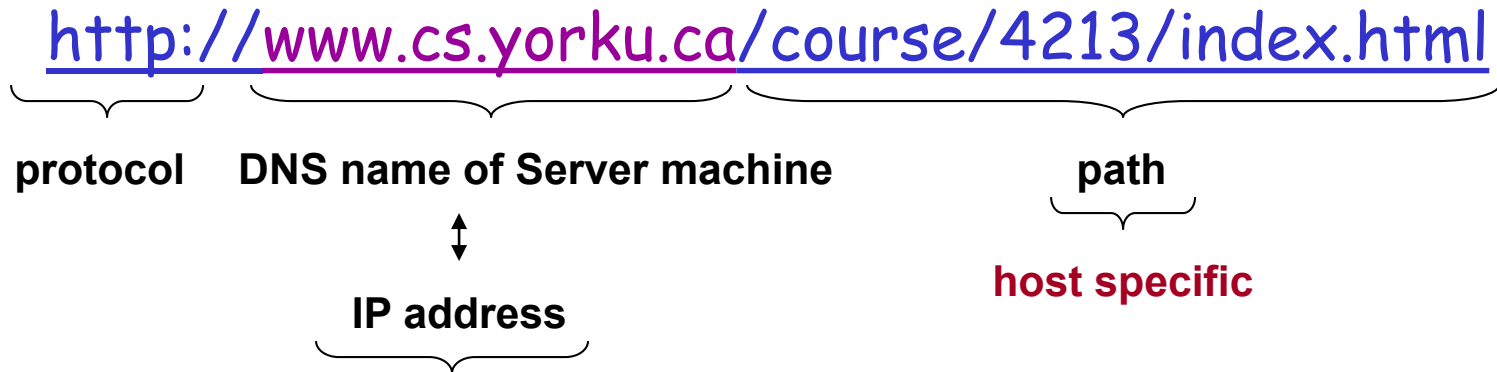 http://www.cs.yorku.ca/course/4213/index.html
protocol DNS name of Server machine path
host specific
IP address